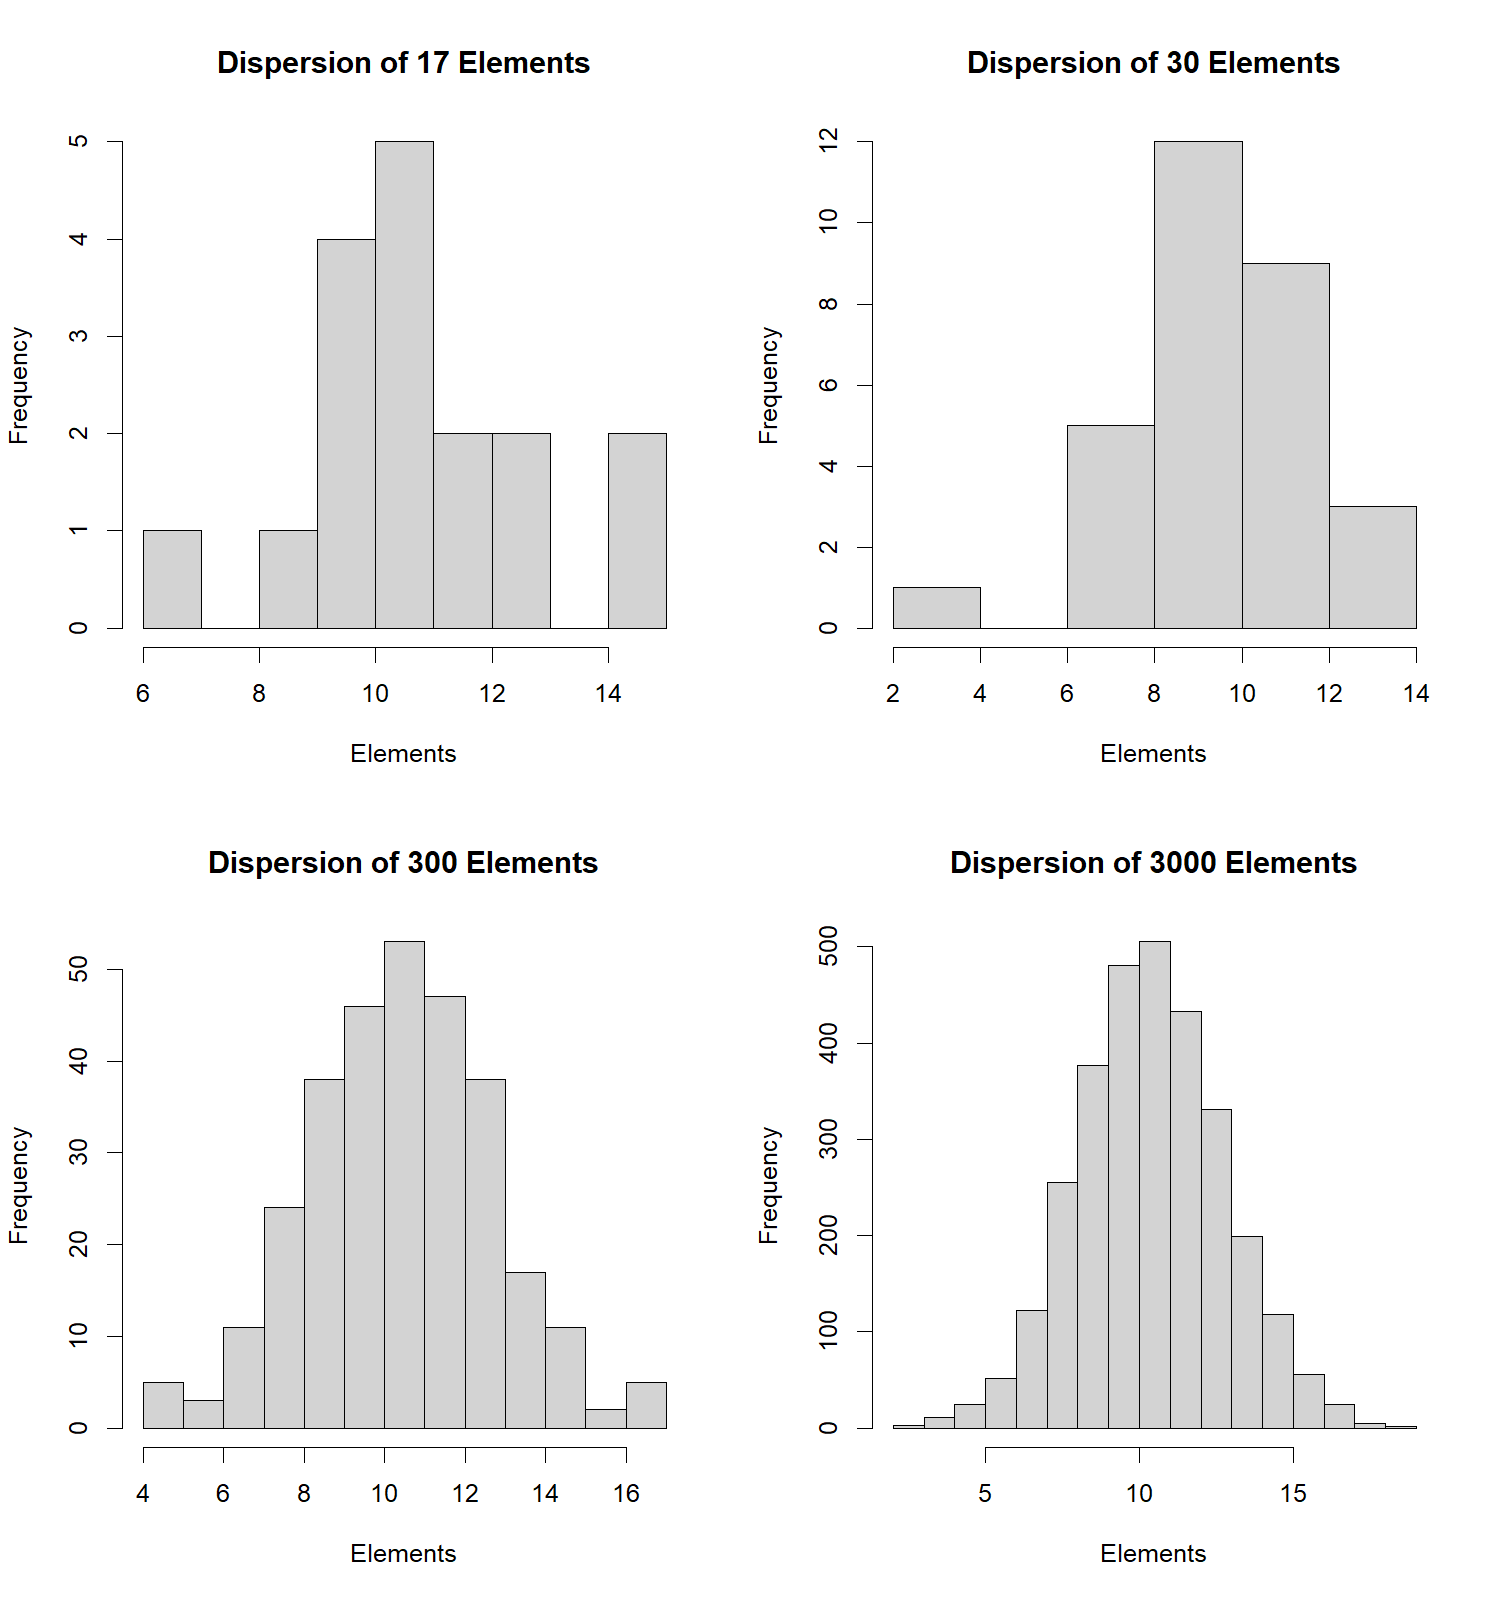 Dispersion of 17 Elements
Frequency
0 1 2 3 4 5
6 8 10 12 14
Elements
Dispersion of 30 Elements
Frequency
0 2 4 6 8 10 12
2 4 6 8 10 12 14
Elements
Dispersion of 300 Elements
Frequency
0 10 20 30 40 50
4 6 8 10 12 14 16
Elements
Dispersion of 3000 Elements
Frequency
0 100 200 300 400 500
5 10 15
Elements